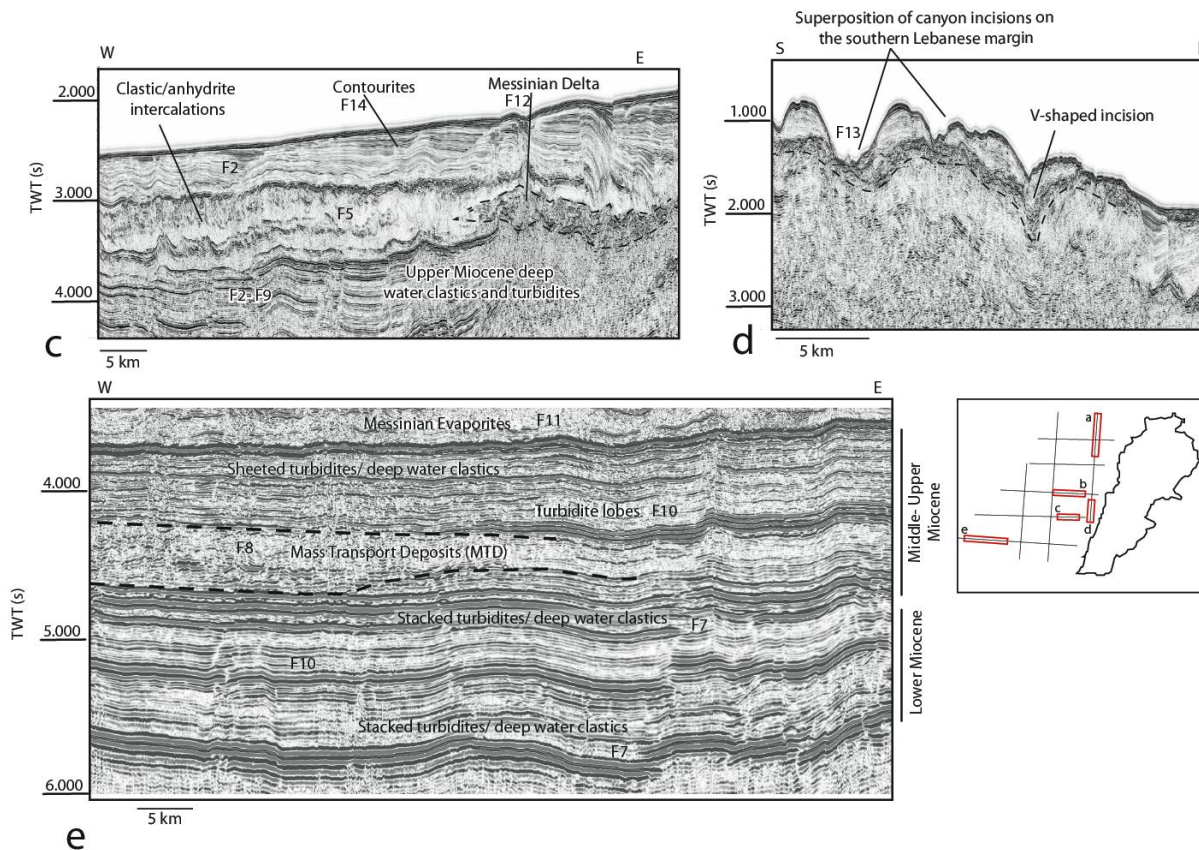 W
E
2.000
3.000
4.000
TWT (s)
Clastic/anhydrite
intercalations
Contourites
F14
Messinian Delta
F12
F2
F5
Upper Miocene deep
water clastics and turbidites
F2-F9
c
5 km
Superposition of canyon incisions on
the southern Lebanese margin
S
1.000
2.000
3.000
TWT (s)
F13
V-shaped incision
d
5 km
W
E
Messinian Evaporites F11
Sheeted turbidites/ deep water clastics
4.000
Turbidite lobes F10
F8
Mass Transport Deposits (MTD)
TWT (s)
Stacked turbidites/ deep water clastics
F7
5.000
F10
Stacked turbidites/ deep water clastics
F7
6.000
5 km
e
Middle- Upper
Miocene
Lower Miocene
a
b
c
d
e